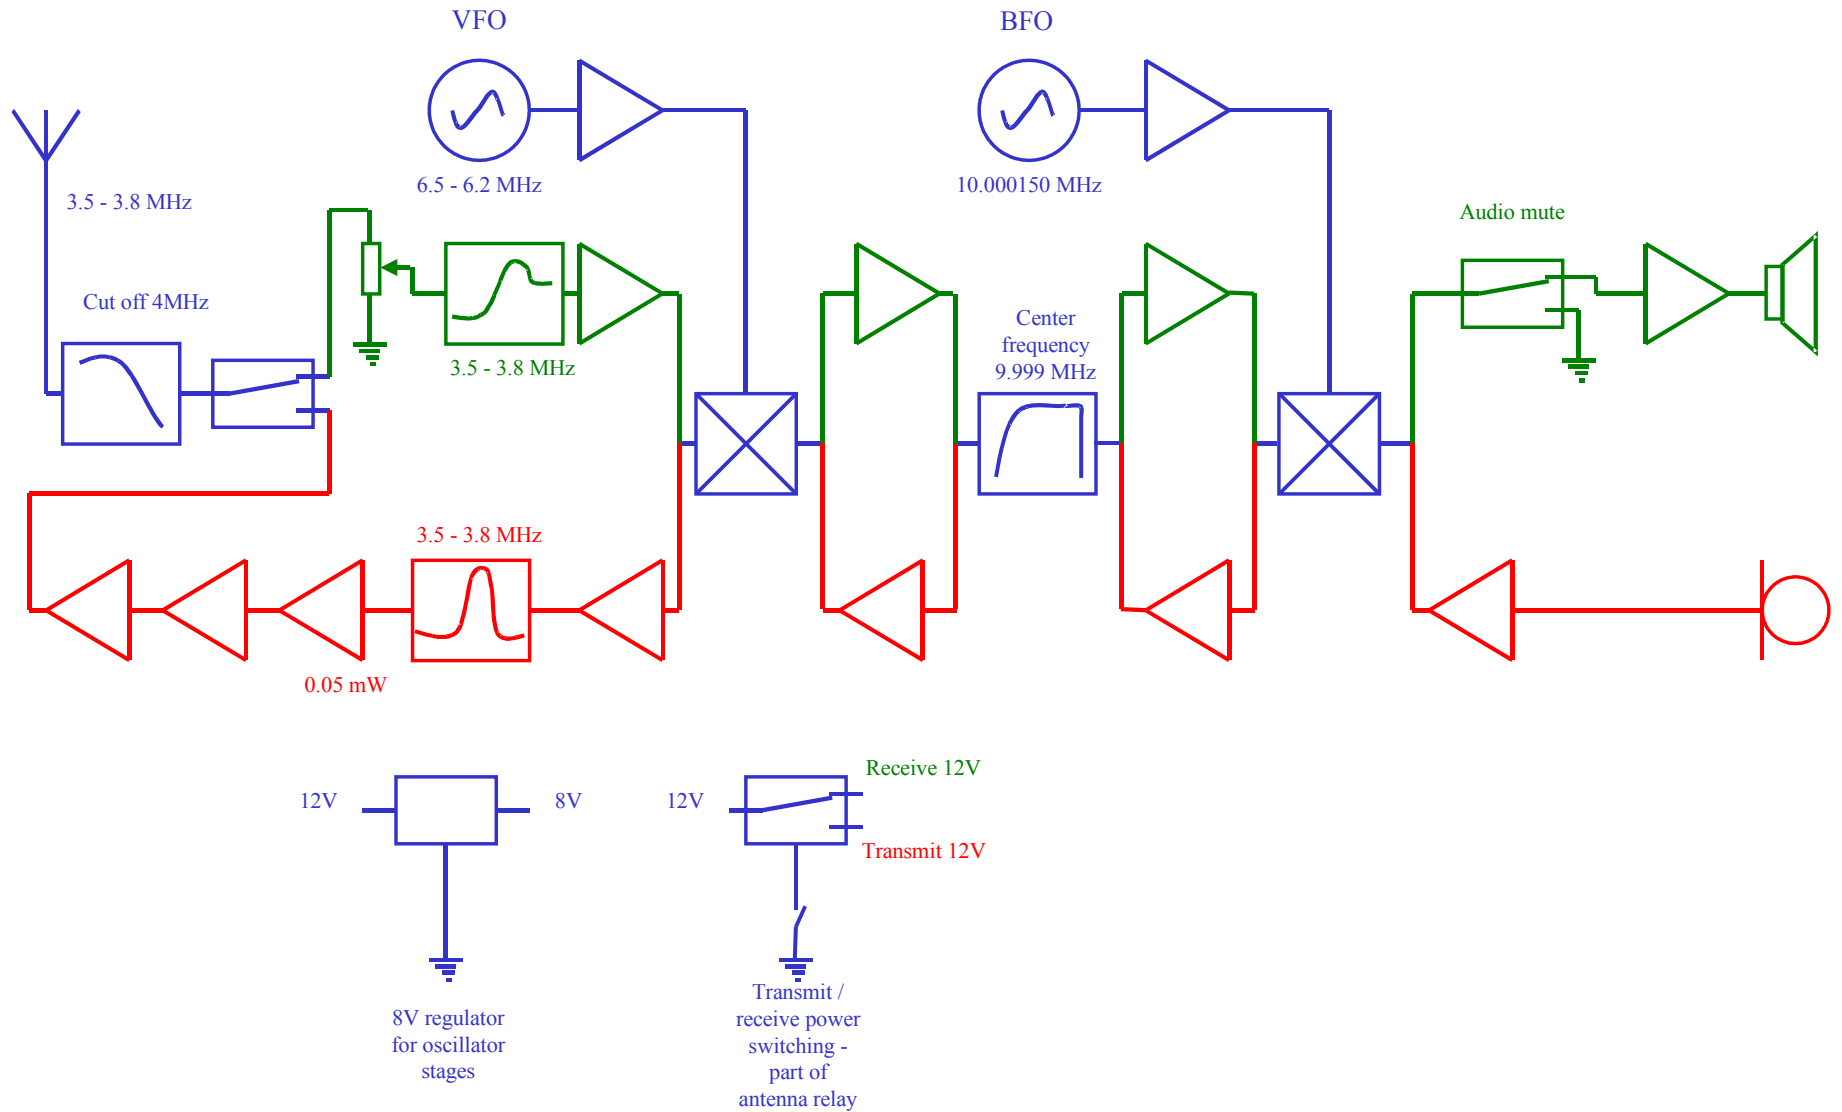 VFO
BFO
6.5 - 6.2 MHz
10.000150 MHz
3.5 - 3.8 MHz
Audio mute
Cut off 4MHz
Center
frequency
9.999 MHz
3.5 - 3.8 MHz
3.5 - 3.8 MHz
0.05 mW
12V
8V
12V
Receive 12V
Transmit 12V
8V regulator
for oscillator
stages
Transmit /
receive power
switching -
part of
antenna relay